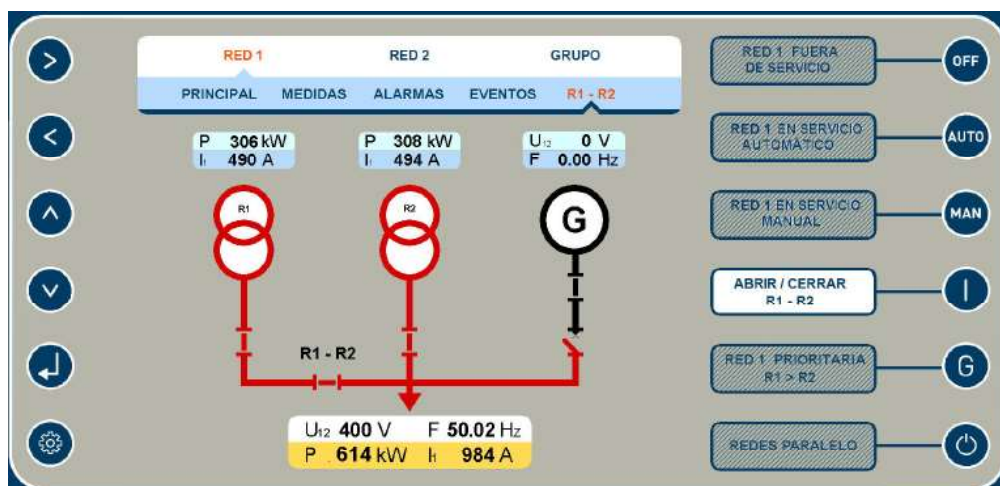 RED 1 RED 2 GRUPO
PRINCIPAL MEDIDAS ALARMAS EVENTOS R1 - R2
P 306 kW
I₁ 490 A
P 308 kW
I₁ 494 A
U₁₂ 0 V
F 0.00 Hz
R1
R2
G
R1 - R2
U₁₂ 400 V F 50.02 Hz
P . 614 kW I₁ 984 A
RED 1 FUERA
DE SERVICIO
OFF
RED 1 EN SERVICIO
AUTOMÁTICO
AUTO
RED 1 EN SERVICIO
MANUAL
MAN
ABRIR / CERRAR
R1 - R2
RED 1 PRIORITARIA
R1 > R2
G
REDES PARALELO